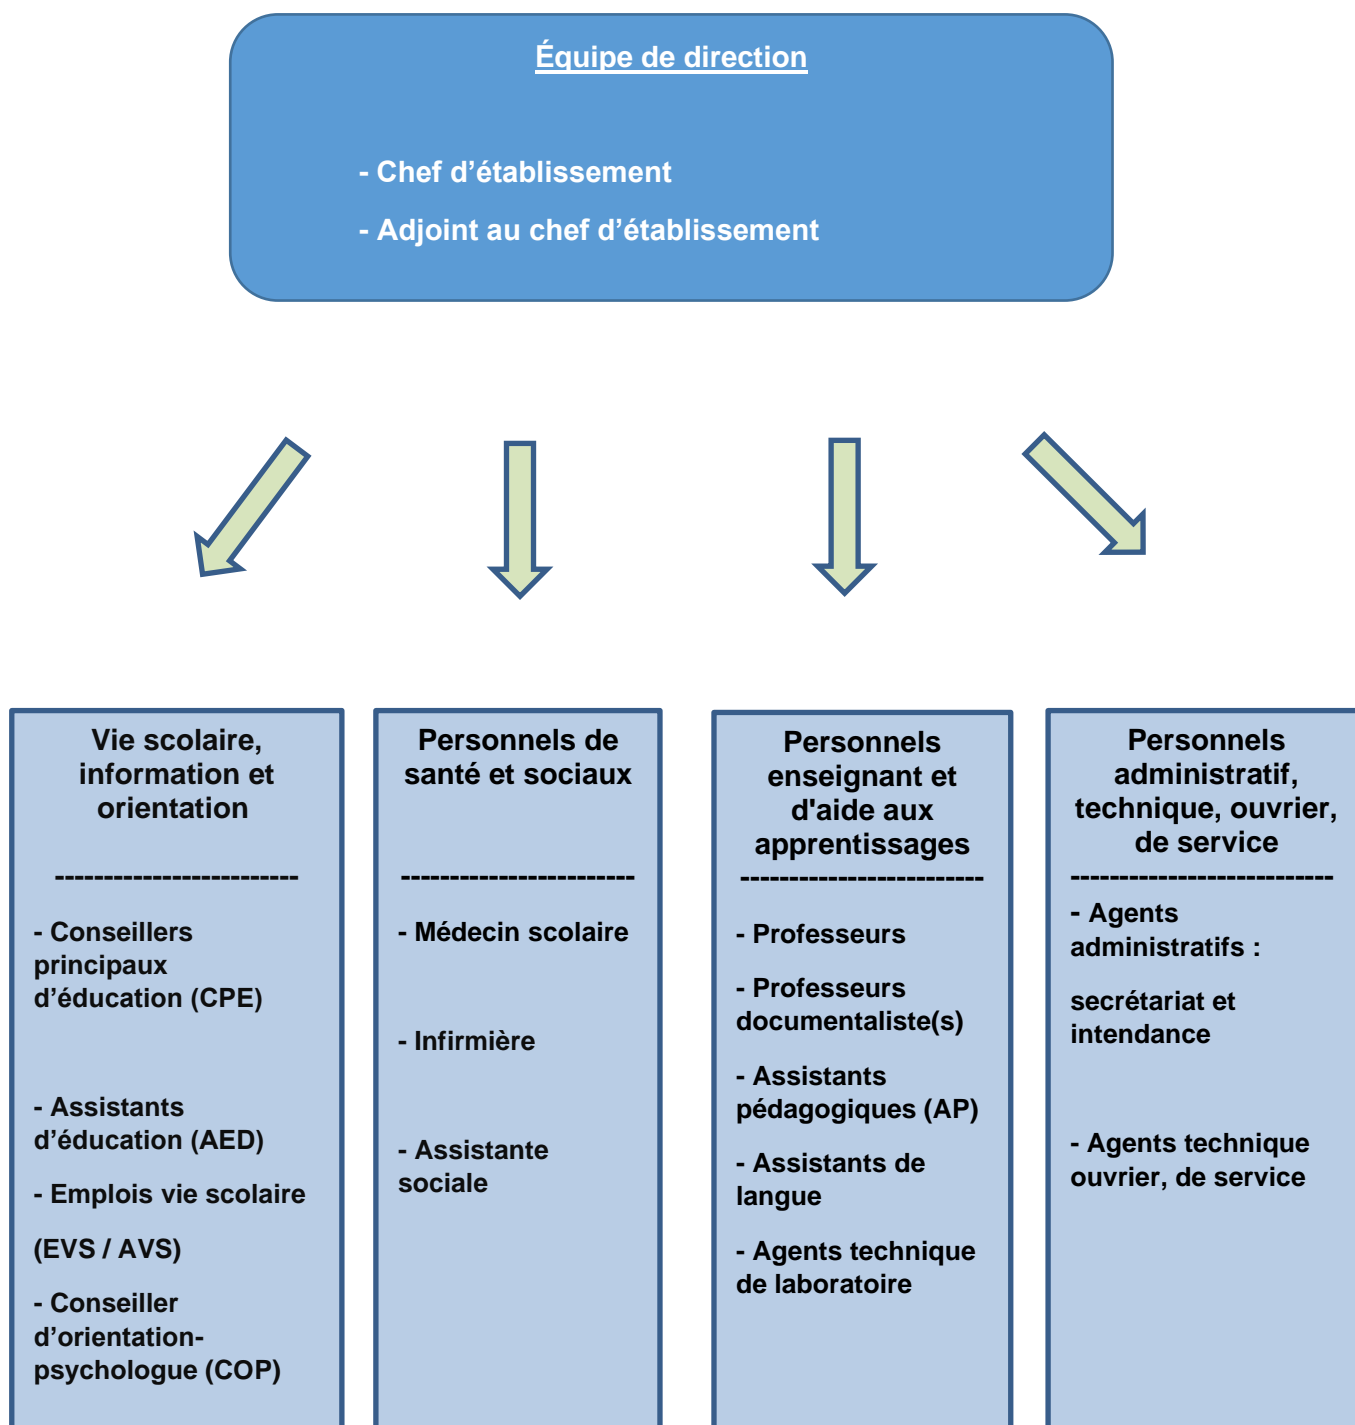 Équipe de direction
- Chef d’établissement
- Adjoint au chef d’établissement
Vie scolaire,
information et
orientation
-------------------------
- Conseillers
principaux
d’éducation (CPE)
- Assistants
d’éducation (AED)
- Emplois vie scolaire
(EVS / AVS)
- Conseiller
d’orientation-
psychologue (COP)
Personnels de
santé et sociaux
------------------------
- Médecin scolaire
- Infirmière
- Assistante
sociale
Personnels
enseignant et
d'aide aux
apprentissages
-------------------------
- Professeurs
- Professeurs
documentaliste(s)
- Assistants
pédagogiques (AP)
- Assistants de
langue
- Agents technique
de laboratoire
Personnels
administratif,
technique, ouvrier,
de service
---------------------------
- Agents
administratifs :
secrétariat et
intendance
- Agents technique
ouvrier, de service